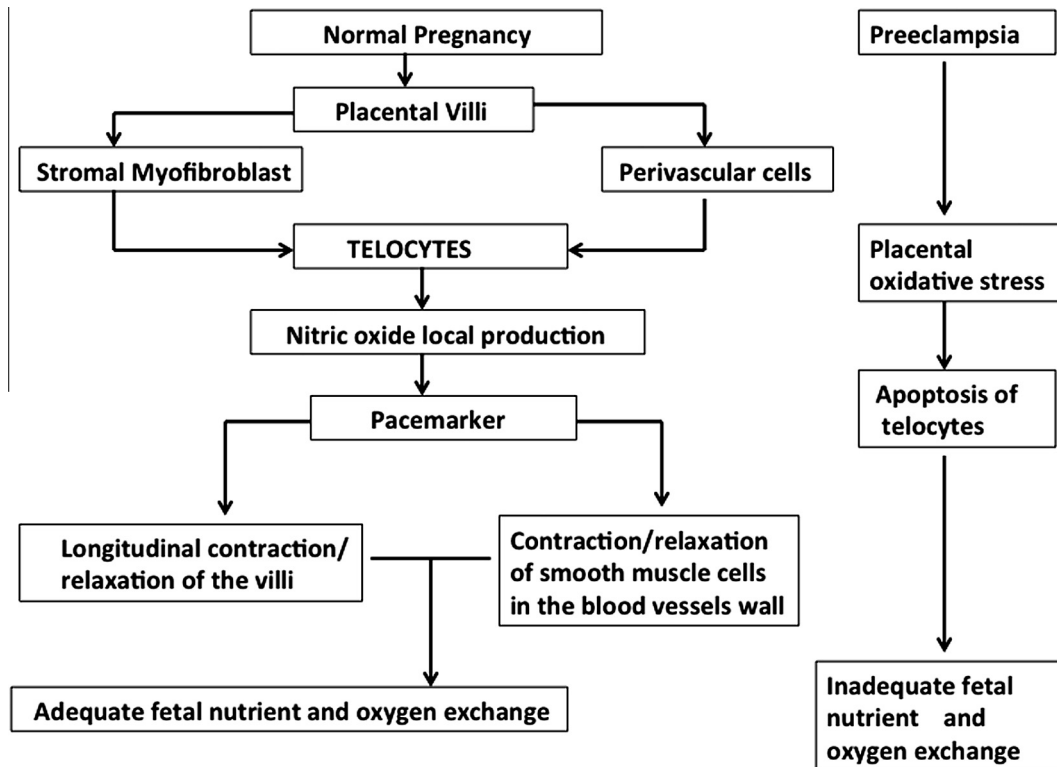 Normal Pregnancy
Placental Villi
Stromal Myofibroblast
Perivascular cells
TELOCYTES
Nitric oxide local production
Pacemarker
Longitudinal contraction/
relaxation of the villi
Contraction/relaxation
of smooth muscle cells
in the blood vessels wall
Adequate fetal nutrient and oxygen exchange
Preeclampsia
Placental
oxidative stress
Apoptosis of
telocytes
Inadequate fetal
nutrient and
oxygen exchange